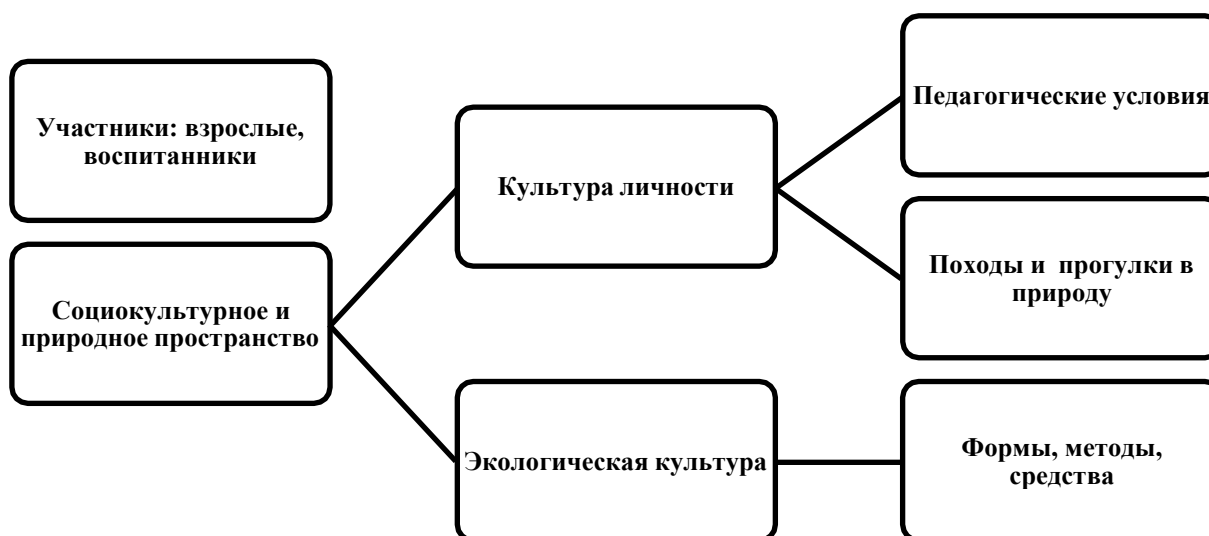 Участники: взрослые,
воспитанники
Социокультурное и
природное пространство
Культура личности
Экологическая культура
Педагогические условия
Походы и прогулки в
природу
Формы, методы,
средства